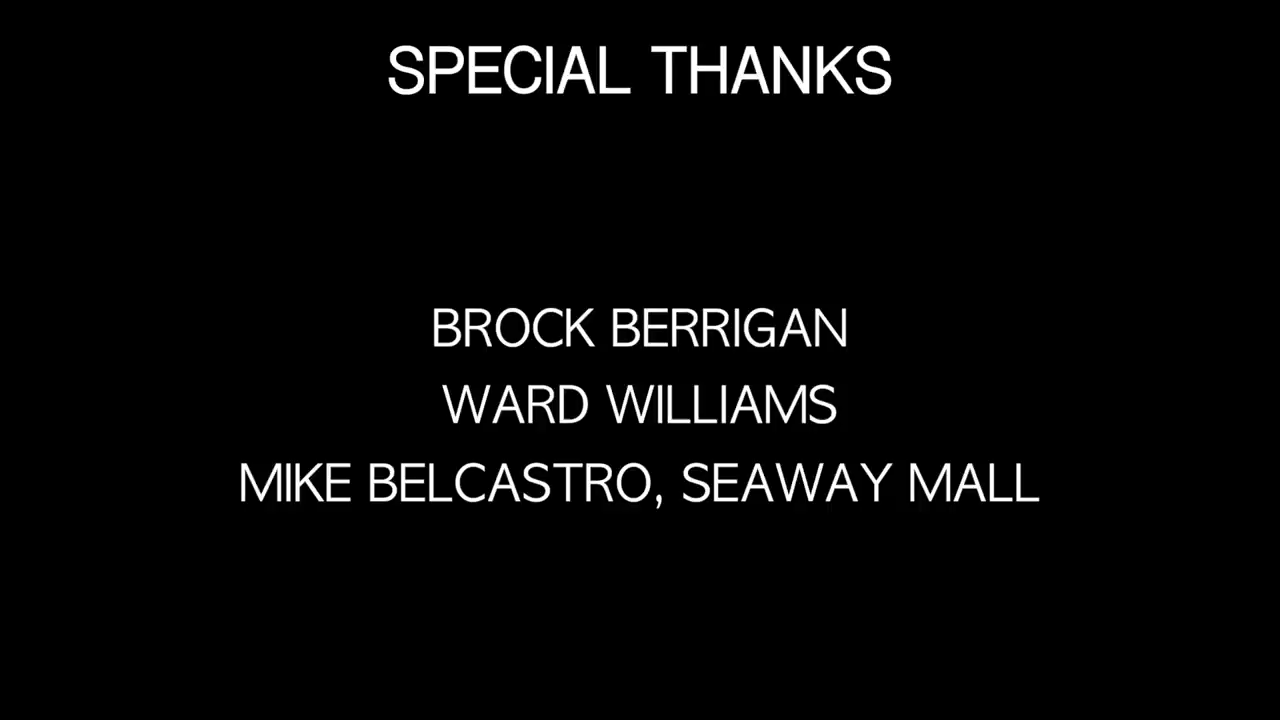 SPECIAL THANKS
BROCK BERRIGAN
WARD WILLIAMS
MIKE BELCASTRO, SEAWAY MALL